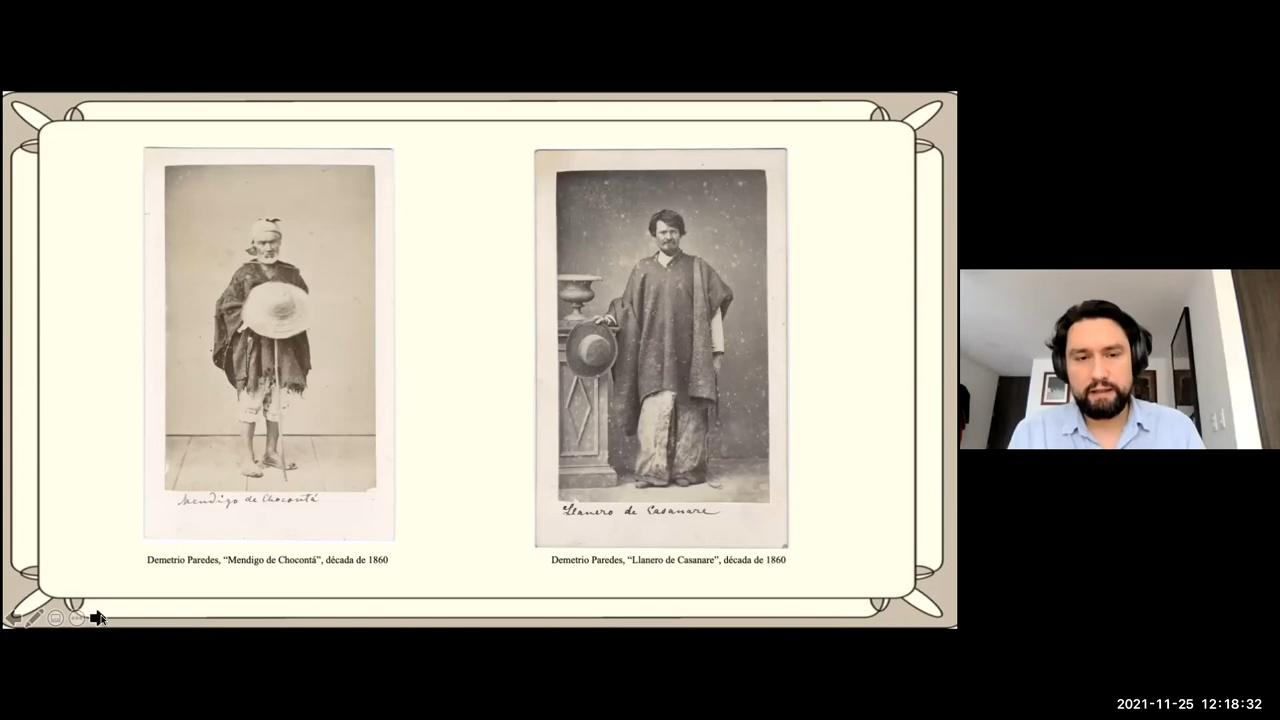 Mendigo de Chocontá
Llanero de Casanare
Demetrio Paredes, “Mendigo de Chocontá”, década de 1860
Demetrio Paredes, “Llanero de Casanare”, década de 1860
2021-11-25 12:18:32